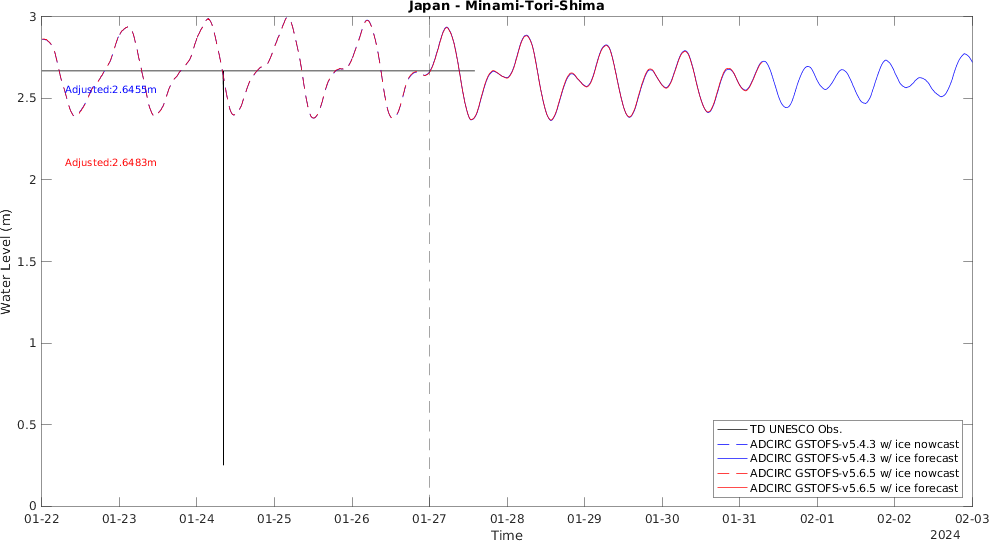 Japan - Minami-Tori-Shima
3
2.5
2
1.5
1
0.5
0
Water Level (m)
Adjusted:2.6455m
Adjusted:2.6483m
TD UNESCO Obs.
ADCIRC GSTOFS-v5.4.3 w/ ice nowcast
ADCIRC GSTOFS-v5.4.3 w/ ice forecast
ADCIRC GSTOFS-v5.6.5 w/ ice nowcast
ADCIRC GSTOFS-v5.6.5 w/ ice forecast
01-22 01-23 01-24 01-25 01-26 01-27 01-28 01-29 01-30 01-31 02-01 02-02 02-03
Time
2024